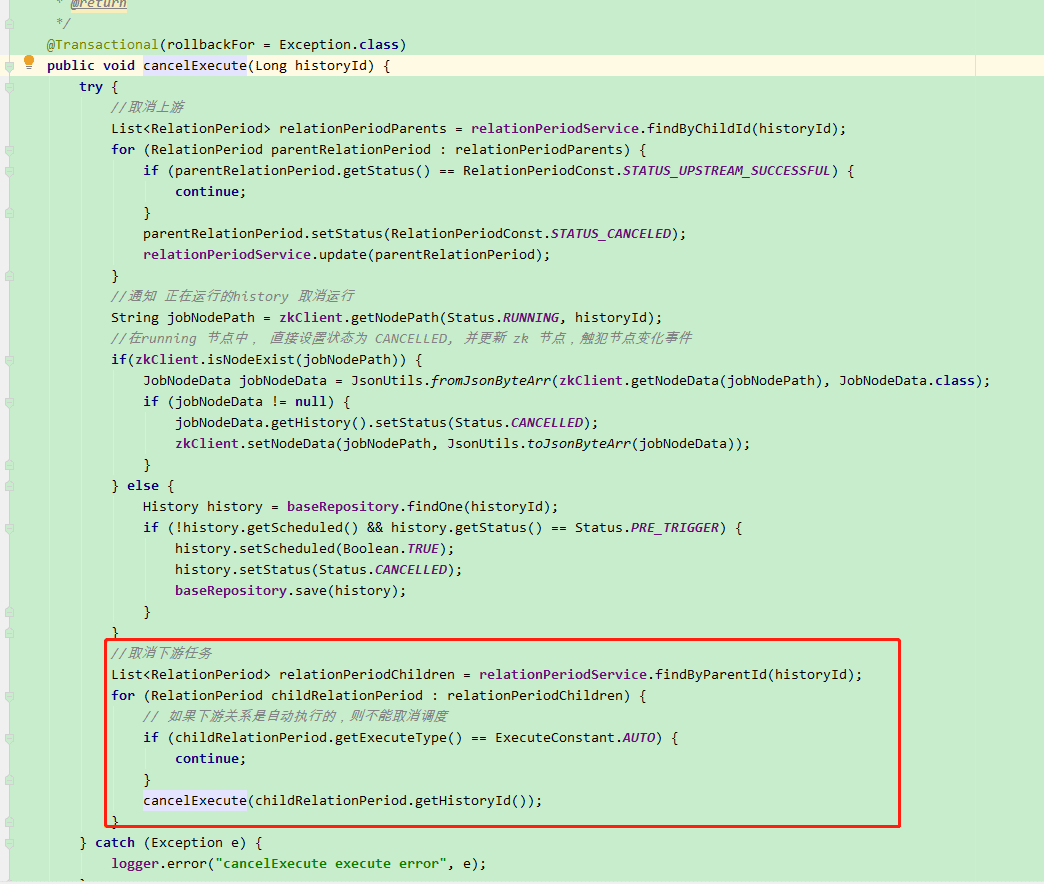 * @return
*/
@Transactional(rollbackFor = Exception.class)
public void cancelExecute(Long historyId) {
try {
//取消上游
List<RelationPeriod> relationPeriodParents = relationPeriodService.findByChildId(historyId);
for (RelationPeriod parentRelationPeriod : relationPeriodParents) {
if (parentRelationPeriod.getStatus() == RelationPeriodConst.STATUS_UPSTREAM_SUCCESSFUL) {
continue;
}
parentRelationPeriod.setStatus(RelationPeriodConst.STATUS_CANCELED);
relationPeriodService.update(parentRelationPeriod);
}
//通知 正在运行的history 取消运行
String jobNodePath = zkClient.getNodePath(Status.RUNNING, historyId);
//在running 节点中， 直接设置状态为 CANCELLED, 并更新 zk 节点，触犯节点变化事件
if(zkClient.isNodeExist(jobNodePath)) {
JobNodeData jobNodeData = JsonUtils.fromJsonByteArr(zkClient.getNodeData(jobNodePath), JobNodeData.class);
if (jobNodeData != null) {
jobNodeData.getHistory().setStatus(Status.CANCELLED);
zkClient.setNodeData(jobNodePath, JsonUtils.toJsonByteArr(jobNodeData));
}
} else {
History history = baseRepository.findOne(historyId);
if (!history.getScheduled() && history.getStatus() == Status.PRE_TRIGGER) {
history.setScheduled(Boolean.TRUE);
history.setStatus(Status.CANCELLED);
baseRepository.save(history);
}
}
//取消下游任务
List<RelationPeriod> relationPeriodChildren = relationPeriodService.findByParentId(historyId);
for (RelationPeriod childRelationPeriod : relationPeriodChildren) {
// 如果下游关系是自动执行的，则不能取消调度
if (childRelationPeriod.getExecuteType() == ExecuteConstant.AUTO) {
continue;
}
cancelExecute(childRelationPeriod.getHistoryId());
}
} catch (Exception e) {
logger.error("cancelExecute execute error", e);